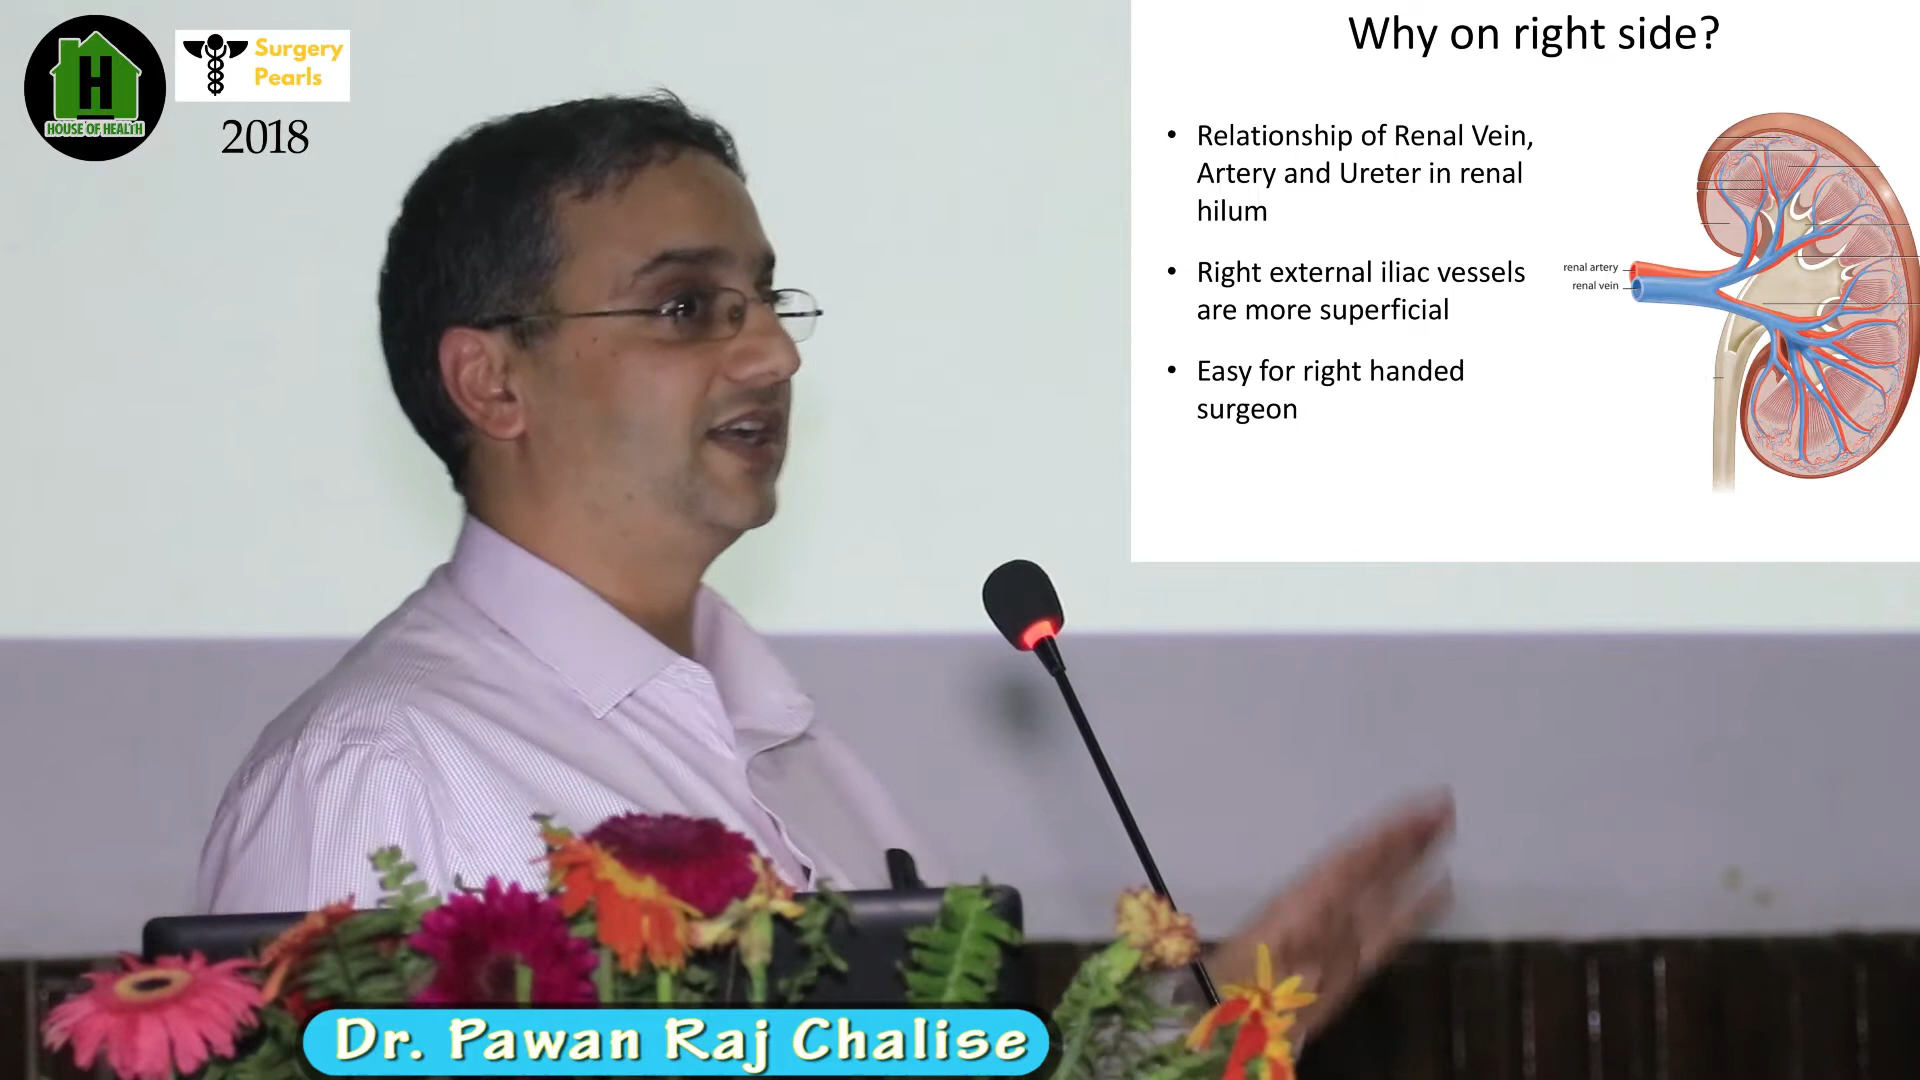 H
HOUSE OF HEALTH
Surgery
Pearls
2018
Why on right side?
• Relationship of Renal Vein,
Artery and Ureter in renal
hilum
• Right external iliac vessels
are more superficial
• Easy for right handed
surgeon
renal artery
renal vein
Dr. Pawan Raj Chalise